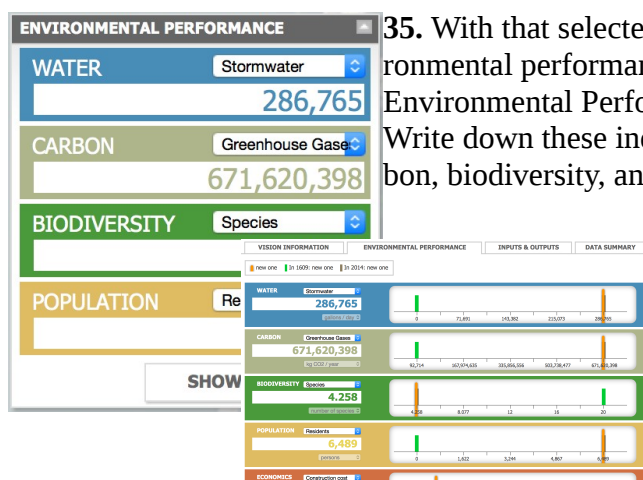 ENVIRONMENTAL PERFORMANCE
WATER Stormwater
286,765
CARBON Greenhouse Gase
671,620,398
BIODIVERSITY Species
POPULATION Re
SHOW
35. With that selecte
ronmental performa
Environmental Perfo
Write down these in
bon, biodiversity, an
VISION INFORMATION ENVIRONMENTAL PERFORMANCE INPUTS & OUTPUTS DATA SUMMARY
new one In 1609: new one In 2014: new one
WATER Stormwater
286,765
gallons / day
0 71,691 143,382 215,073 286,765
CARBON Greenhouse Gases
671,620,398
kg CO2 / year
92,714 167,974,635 335,856,556 503,738,477 671,620,398
BIODIVERSITY Species
4.258
number of species
4.258 8,077 12 16 20
POPULATION Residents
6,489
persons
0 1,622 3,244 4,867 6,489
ECONOMICS Construction cost